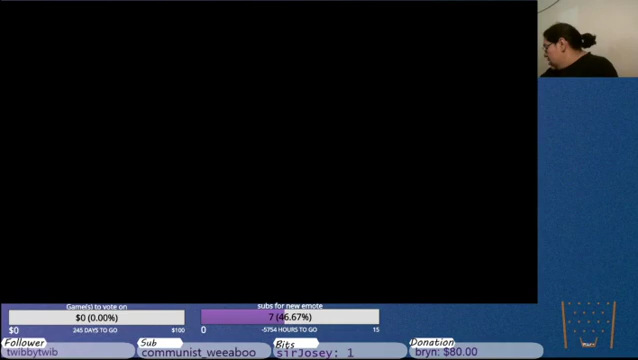 Game(s) to vote on
$0 (0.00%)
$0 245 DAYS TO GO $100
subs for new emote
7 (46.67%)
0 -5754 HOURS TO GO 15
Follower
twibbytwib
Sub
communist_weeaboo
Bits
sirJosey: 1
Donation
bryn: $80.00